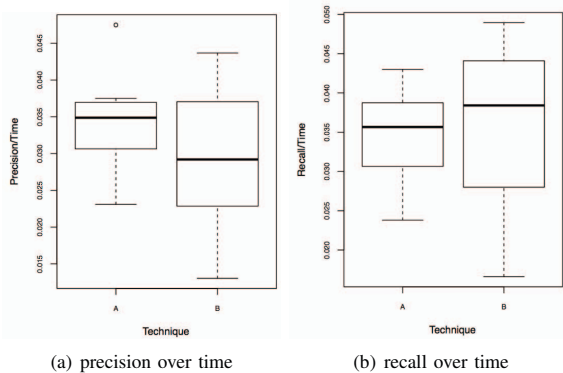 Precision/Time
0.045
0.040
0.035
0.030
0.025
0.020
0.015
A
B
Technique
(a) precision over time
Recall/Time
0.050
0.045
0.040
0.035
0.030
0.025
0.020
A
B
Technique
(b) recall over time